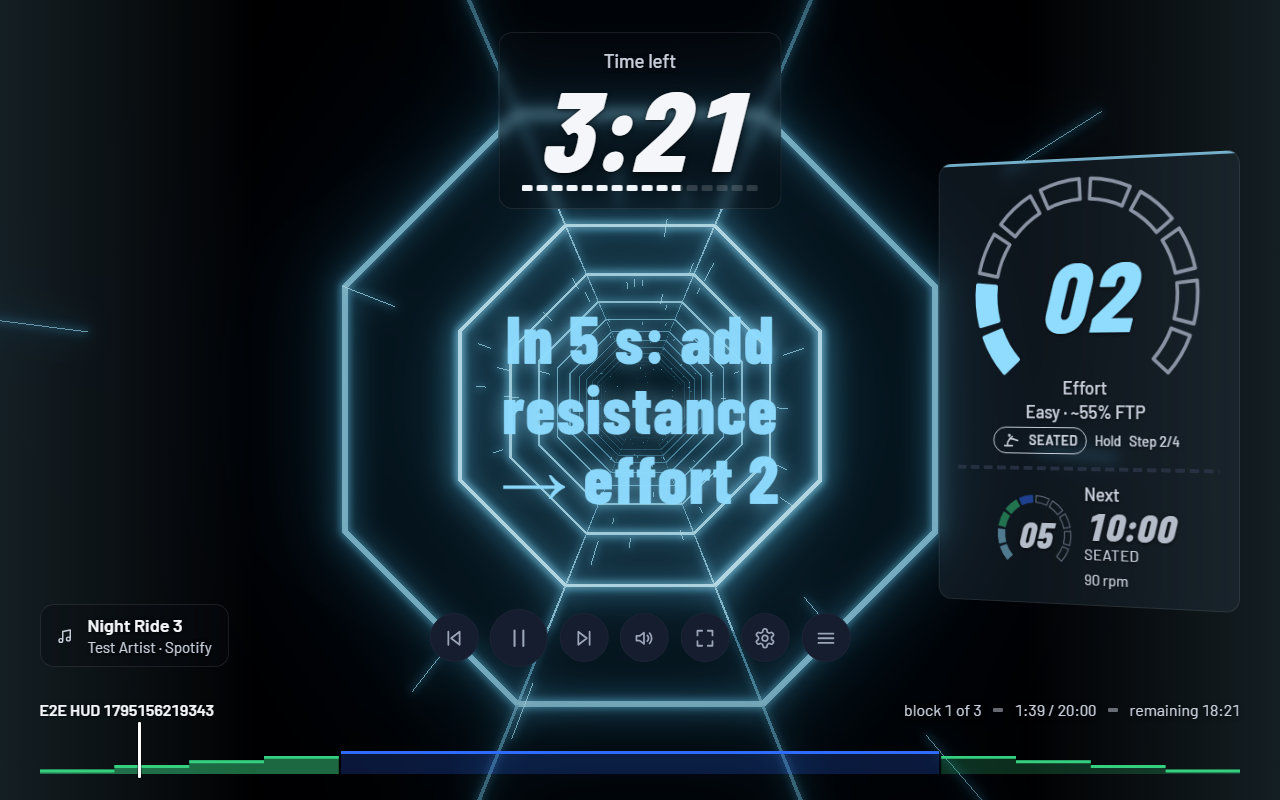 Time left
3:21
02
Effort
Easy · ~55% FTP
SEATED Hold Step 2/4
In 5 s: add
resistance
→ effort 2
Next
05
10:00
SEATED
90 rpm
Night Ride 3
Test Artist · Spotify
E2E HUD 1795156219343
block 1 of 3 – 1:39 / 20:00 – remaining 18:21